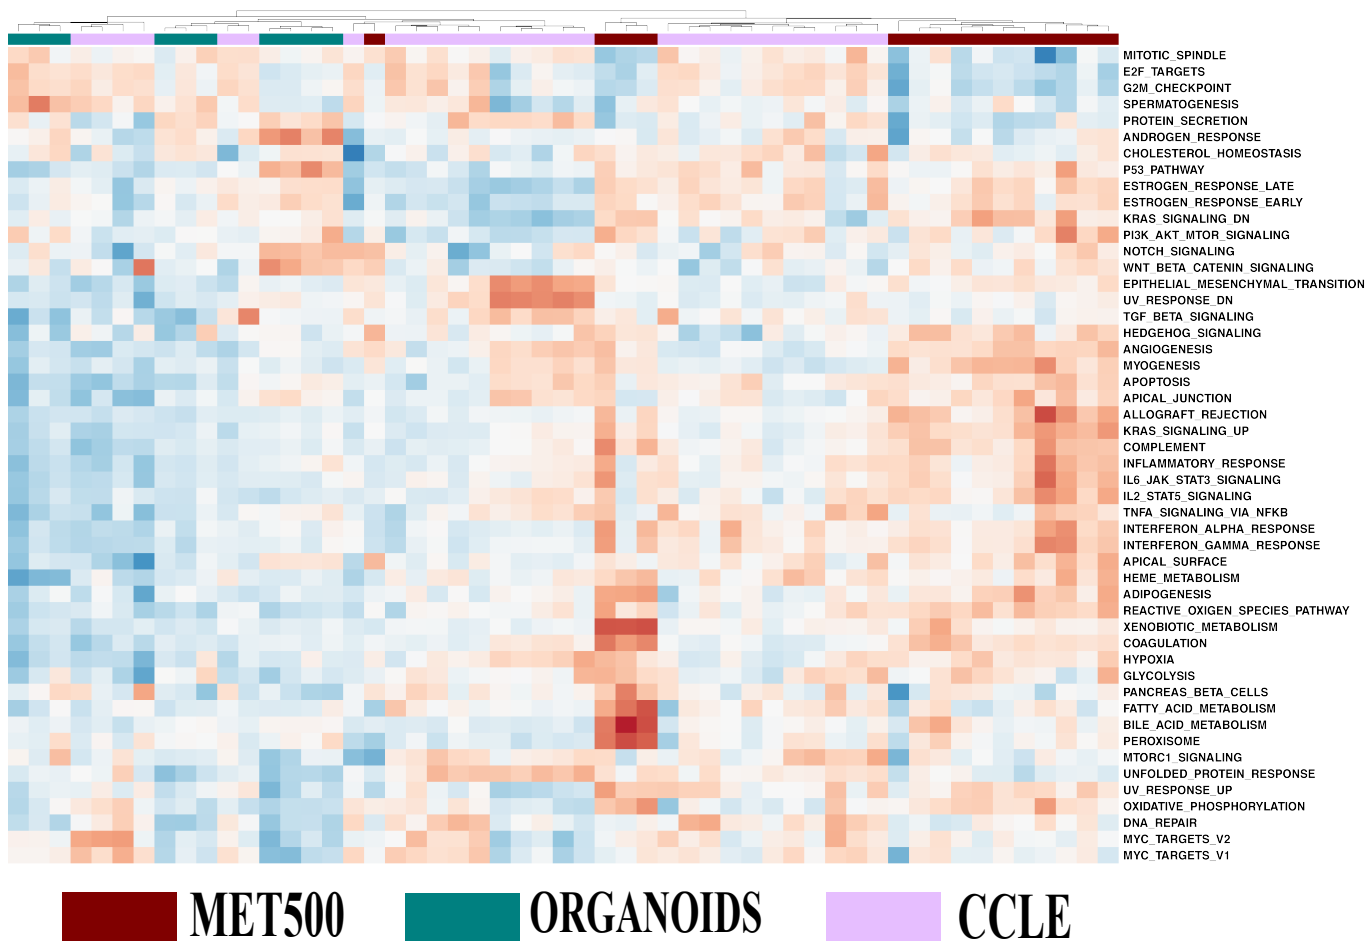 MITOTIC_SPINDLE
E2F_TARGETS
G2M_CHECKPOINT
SPERMATOGENESIS
PROTEIN_SECRETION
ANDROGEN_RESPONSE
CHOLESTEROL_HOMEOSTASIS
P53_PATHWAY
ESTROGEN_RESPONSE_LATE
ESTROGEN_RESPONSE_EARLY
KRAS_SIGNALING_DN
PI3K_AKT_MTOR_SIGNALING
NOTCH_SIGNALING
WNT_BETA_CATENIN_SIGNALING
EPITHELIAL_MESENCHYMAL_TRANSITION
UV_RESPONSE_DN
TGF_BETA_SIGNALING
HEDGEHOG_SIGNALING
ANGIOGENESIS
MYOGENESIS
APOPTOSIS
APICAL_JUNCTION
ALLOGRAFT_REJECTION
KRAS_SIGNALING_UP
COMPLEMENT
INFLAMMATORY_RESPONSE
IL6_JAK_STAT3_SIGNALING
IL2_STAT5_SIGNALING
TNFA_SIGNALING_VIA_NFKB
INTERFERON_ALPHA_RESPONSE
INTERFERON_GAMMA_RESPONSE
APICAL_SURFACE
HEME_METABOLISM
ADIPOGENESIS
REACTIVE_OXIGEN_SPECIES_PATHWAY
XENOBIOTIC_METABOLISM
COAGULATION
HYPOXIA
GLYCOLYSIS
PANCREAS_BETA_CELLS
FATTY_ACID_METABOLISM
BILE_ACID_METABOLISM
PEROXISOME
MTORC1_SIGNALING
UNFOLDED_PROTEIN_RESPONSE
UV_RESPONSE_UP
OXIDATIVE_PHOSPHORYLATION
DNA_REPAIR
MYC_TARGETS_V2
MYC_TARGETS_V1
MET500 ORGANOIDS CCLE